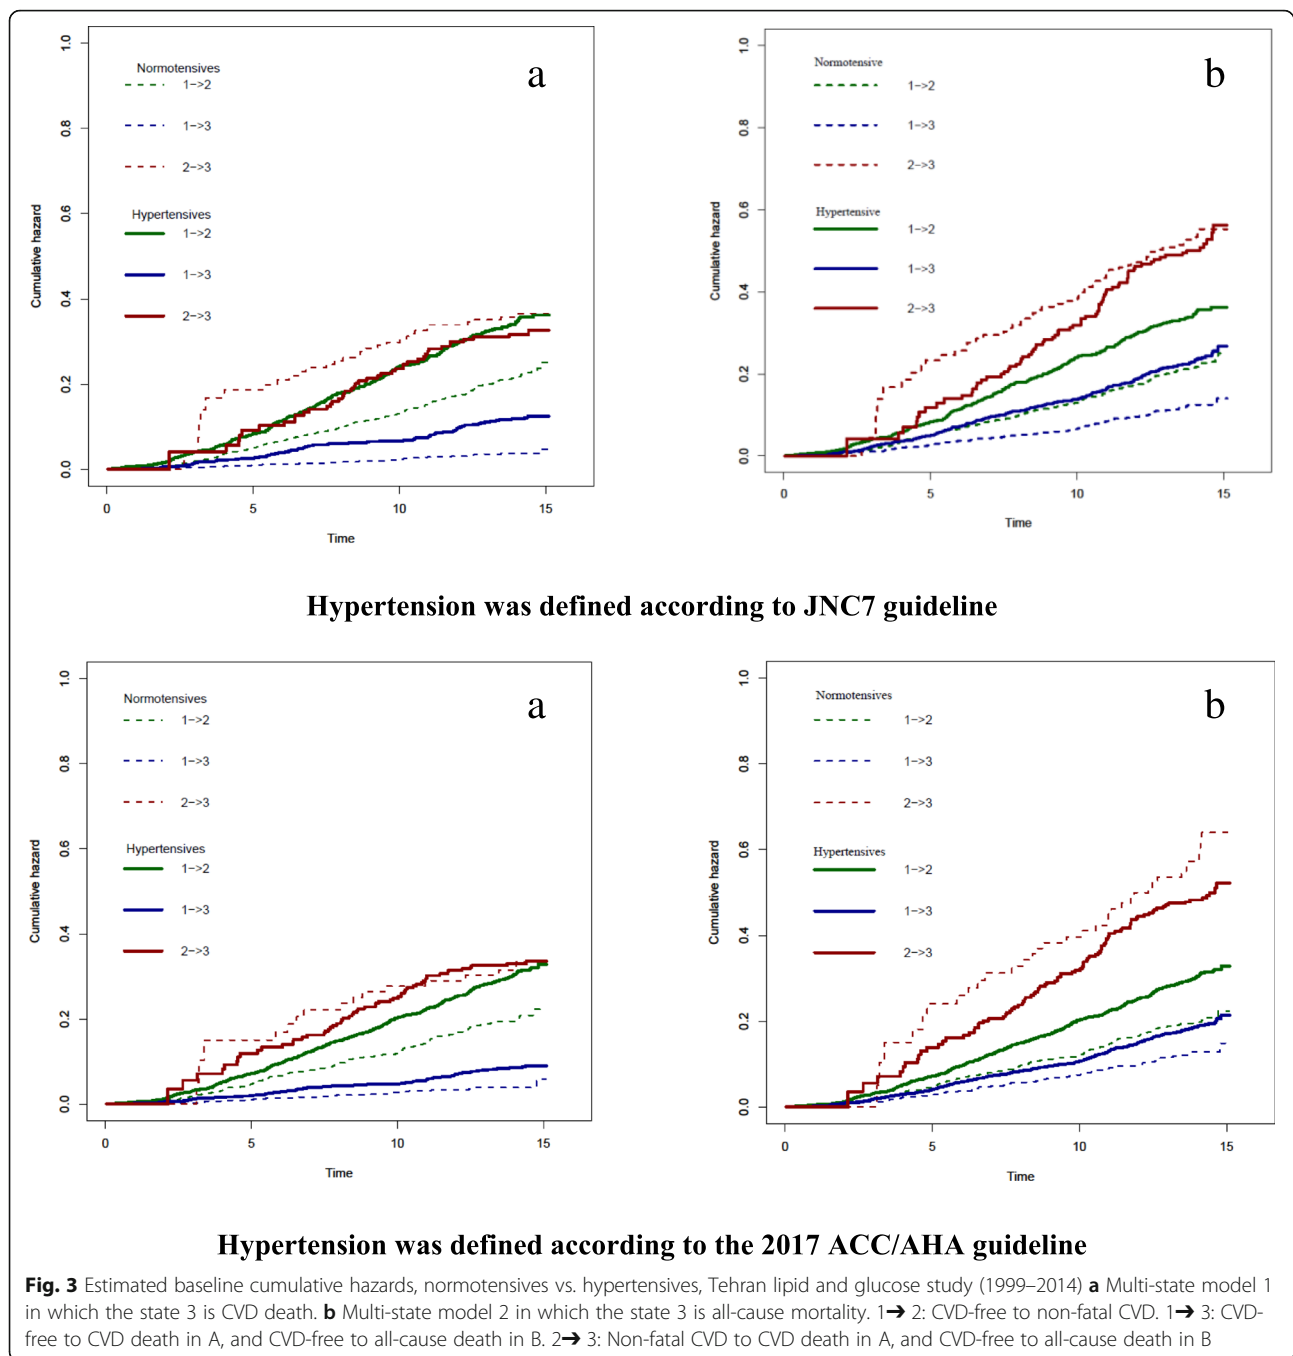 1.0
0.8
0.6
0.4
0.2
0.0
Cumulative hazard
Normotensives
1->2
1->3
2->3
Hypertensives
1->2
1->3
2->3
a
0 5 10 15
Time
1.0
0.8
0.6
0.4
0.2
0.0
Cumulative hazard
Normotensive
1->2
1->3
2->3
Hypertensive
1->2
1->3
2->3
b
0 5 10 15
Time
Hypertension was defined according to JNC7 guideline
1.0
0.8
0.6
0.4
0.2
0.0
Cumulative hazard
Normotensives
1->2
1->3
2->3
Hypertensives
1->2
1->3
2->3
a
0 5 10 15
Time
1.0
0.8
0.6
0.4
0.2
0.0
Cumulative hazard
Normotensives
1->2
1->3
2->3
Hypertensives
1->2
1->3
2->3
b
0 5 10 15
Time
Hypertension was defined according to the 2017 ACC/AHA guideline
Fig. 3 Estimated baseline cumulative hazards, normotensives vs. hypertensives, Tehran lipid and glucose study (1999–2014) a Multi-state model 1
in which the state 3 is CVD death. b Multi-state model 2 in which the state 3 is all-cause mortality. 1➔ 2: CVD-free to non-fatal CVD. 1➔ 3: CVD-
free to CVD death in A, and CVD-free to all-cause death in B. 2➔ 3: Non-fatal CVD to CVD death in A, and CVD-free to all-cause death in B